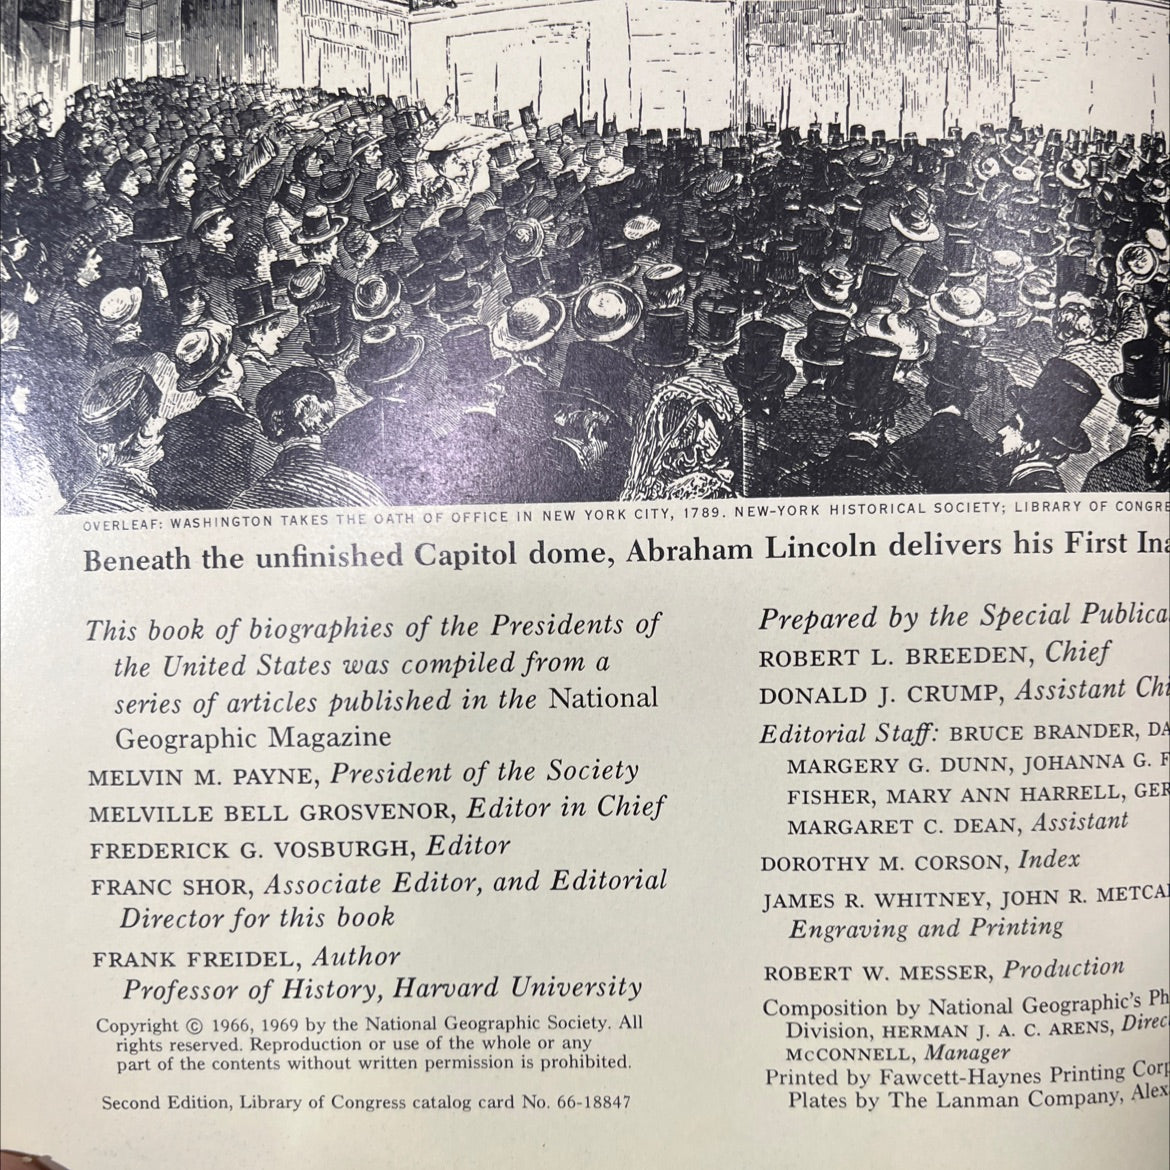 OVERLEAF: WASHINGTON TAKES THE OATH OF OFFICE IN NEW YORK CITY, 1789. NEW-YORK HISTORICAL SOCIETY; LIBRARY OF CONGRE
Beneath the unfinished Capitol dome, Abraham Lincoln delivers his First Ina
This book of biographies of the Presidents of
the United States was compiled from a
series of articles published in the National
Geographic Magazine
MELVIN M. PAYNE, President of the Society
MELVILLE BELL GROSVENOR, Editor in Chief
FREDERICK G. VOSBURGH, Editor
FRANC SHOR, Associate Editor, and Editorial
Director for this book
FRANK FREIDEL, Author
Professor of History, Harvard University
Copyright © 1966, 1969 by the National Geographic Society. All
rights reserved. Reproduction or use of the whole or any
part of the contents without written permission is prohibited.
Second Edition, Library of Congress catalog card No. 66-18847
Prepared by the Special Publica
ROBERT L. BREEDEN, Chief
DONALD J. CRUMP, Assistant Chi
Editorial Staff: BRUCE BRANDER, DA
MARGERY G. DUNN, JOHANNA G. F
FISHER, MARY ANN HARRELL, GER
MARGARET C. DEAN, Assistant
DOROTHY M. CORSON, Index
JAMES R. WHITNEY, JOHN R. METCA
Engraving and Printing
ROBERT W. MESSER, Production
Composition by National Geographic's Ph
Division, HERMAN J. A. C. ARENS, Direc
McCONNELL, Manager
Printed by Fawcett-Haynes Printing Corp
Plates by The Lanman Company, Alex